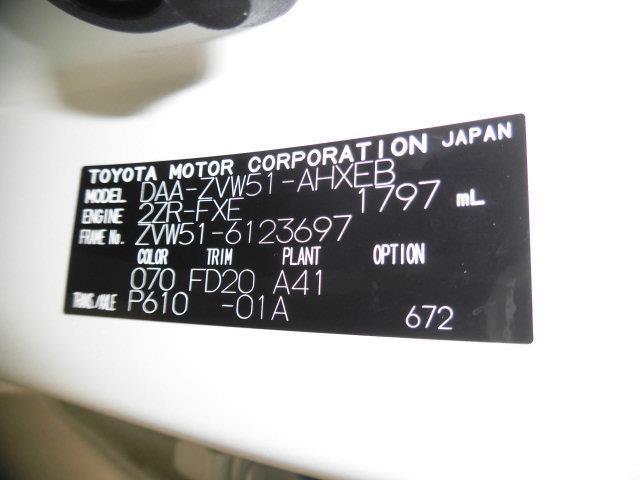 TOYOTA MOTOR CORPORATION JAPAN
MODEL DAA-ZVW51-AHXEB
ENGINE 2ZR-FXE 1797 mL
FRAME No. ZVW51-6123697
COLOR TRIM PLANT OPTION
070 FD20 A41
TRANS/AXLE P610 -01A 672